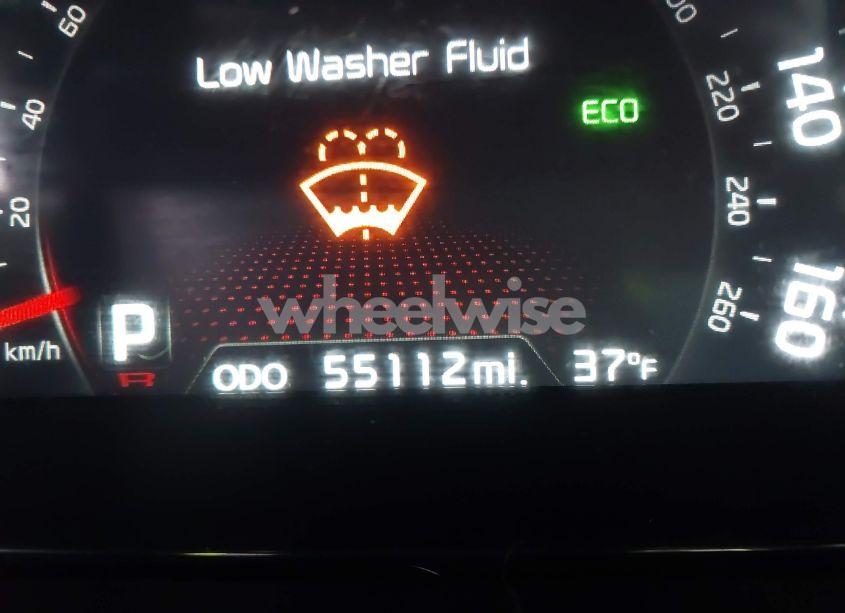 Low Washer Fluid
ECO
60
40
20
km/h
220
140
240
260
160
wheelwise
P
ODO 55112mi. 37°F